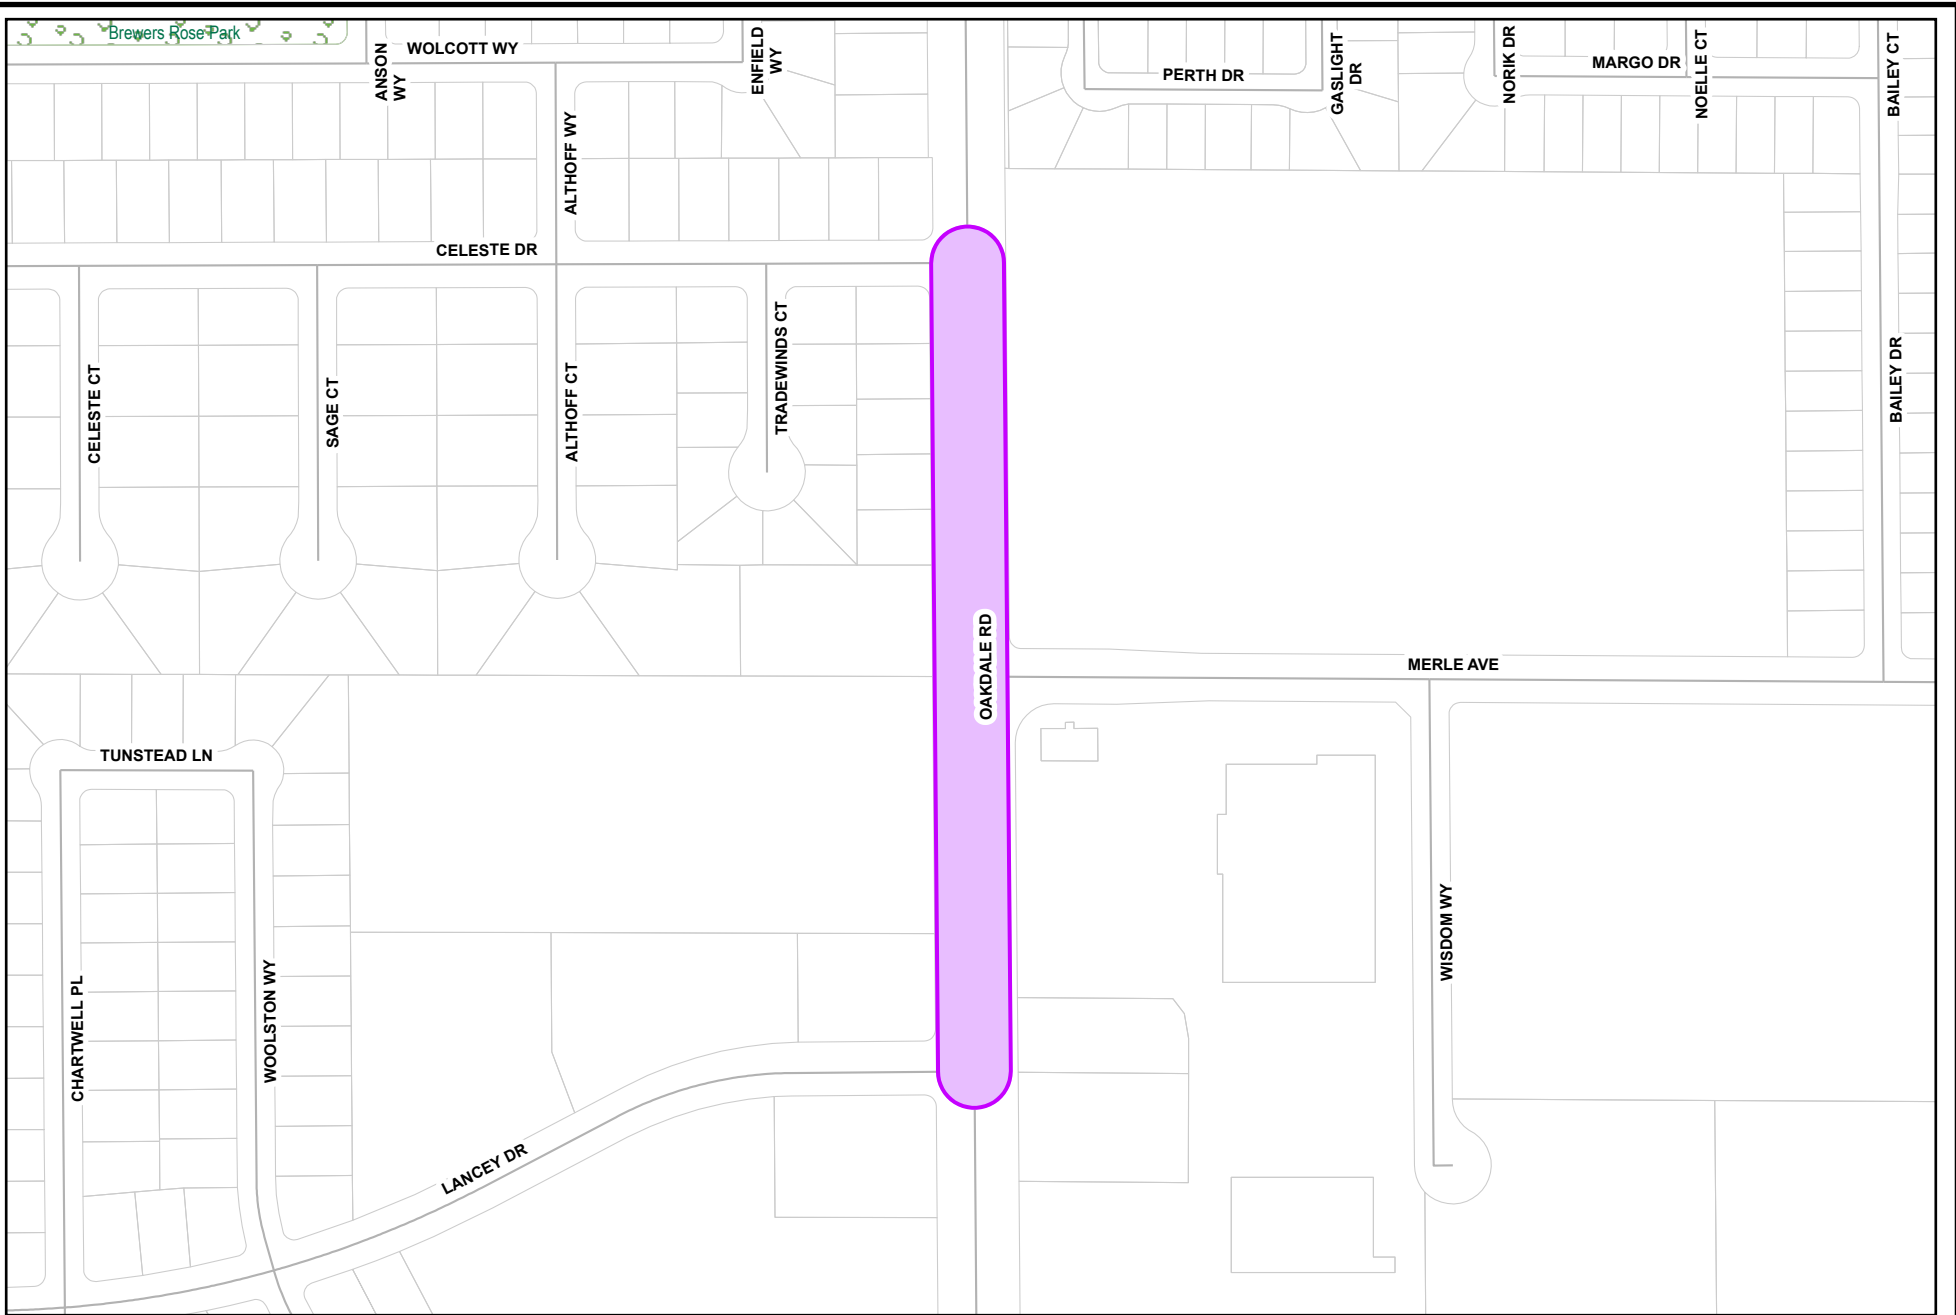 Brewers Rose Park
WOLCOTT WY
ANSON
WY
ENFIELD
WY
ALTHOFF WY
PERTH DR
GASLIGHT
DR
NORIK DR
MARGO DR
NOELLE CT
BAILEY CT
CELESTE DR
CELESTE CT
SAGE CT
ALTHOFF CT
TRADEWINDS CT
BAILEY DR
OAKDALE RD
MERLE AVE
TUNSTEAD LN
CHARTWELL PL
WOOLSTON WY
WISDOM WY
LANCEY DR